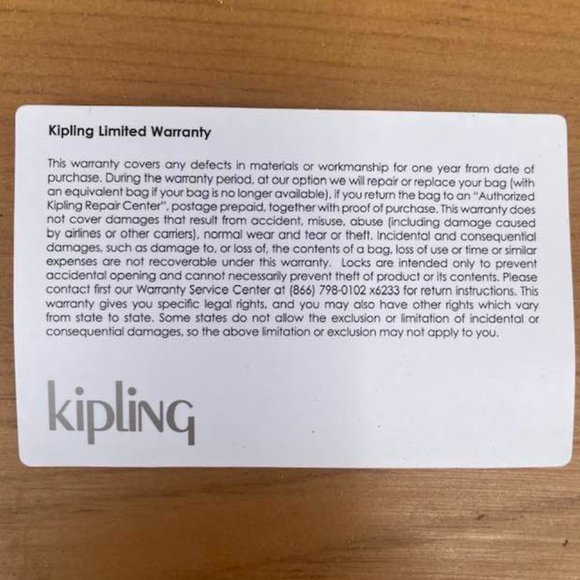 Kipling Limited Warranty
This warranty covers any defects in materials or workmanship for one year from date of
purchase. During the warranty period, at our option we will repair or replace your bag (with
an equivalent bag if your bag is no longer available), if you return the bag to an "Authorized
Kipling Repair Center", postage prepaid, together with proof of purchase. This warranty does
not cover damages that result from accident, misuse, abuse (including damage caused
by airlines or other carriers), normal wear and tear or theft. Incidental and consequential
damages, such as damage to, or loss of, the contents of a bag, loss of use or time or similar
expenses are not recoverable under this warranty. Locks are intended only to prevent
accidental opening and cannot necessarily prevent theft of product or its contents. Please
contact first our Warranty Service Center at (866) 798-0102 x6233 for return instructions. This
warranty gives you specific legal rights, and you may also have other rights which vary
from state to state. Some states do not allow the exclusion or limitation of incidental or
consequential damages, so the above limitation or exclusion may not apply to you.
kipling